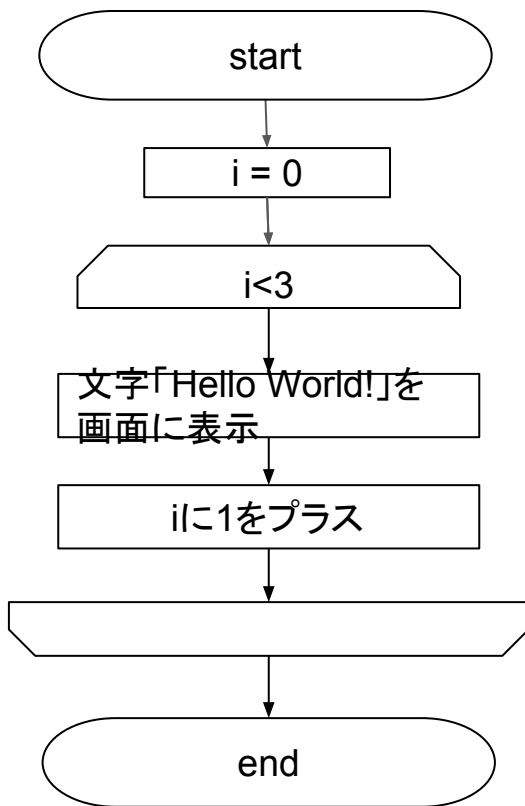 start
i = 0
i<3
文字「Hello World!」を
画面に表示
iに1をプラス
end